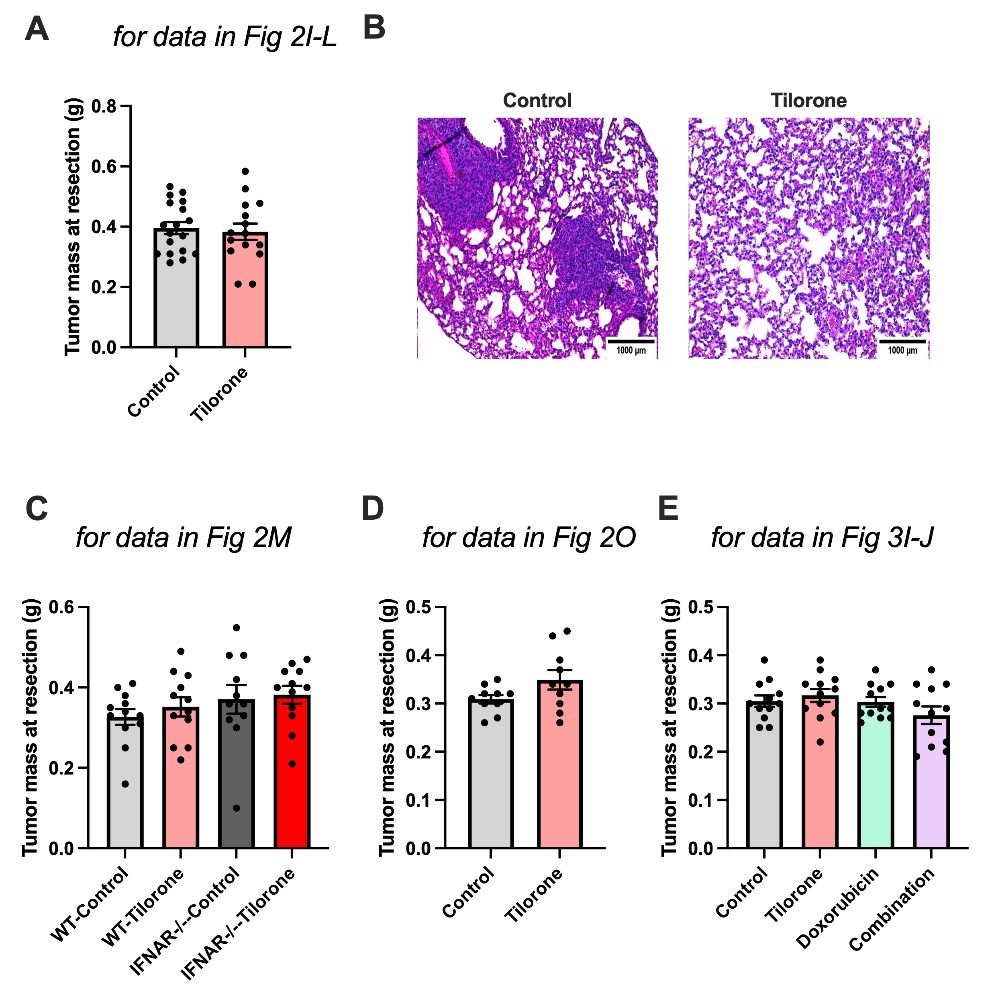 A
for data in Fig 2I-L
Tumor mass at resection (g)
0.8
0.6
0.4
0.2
0.0
Control
Tilorone
B
Control
Tilorone
1000 µm
1000 µm
C
for data in Fig 2M
Tumor mass at resection (g)
0.6
0.4
0.2
0.0
WT-Control
WT-Tilorone
IFNAR-/--Control
IFNAR-/--Tilorone
D
for data in Fig 2O
Tumor mass at resection (g)
0.5
0.4
0.3
0.2
0.1
0.0
Control
Tilorone
E
for data in Fig 3I-J
Tumor mass at resection (g)
0.5
0.4
0.3
0.2
0.1
0.0
Control
Tilorone
Doxorubicin
Combination